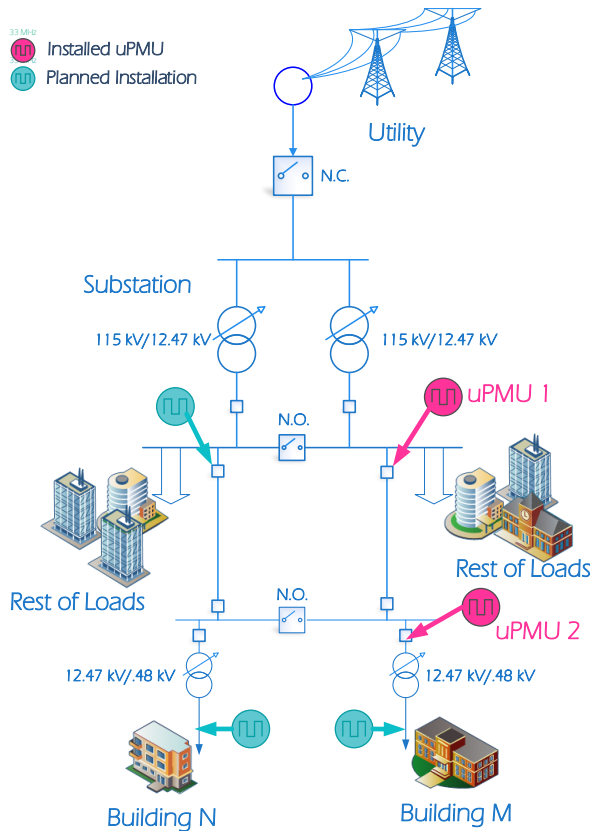 33 MHz
Installed uPMU
Planned Installation
Utility
N.C.
Substation
115 kV/12.47 kV
115 kV/12.47 kV
uPMU 1
N.O.
Rest of Loads
Rest of Loads
N.O.
uPMU 2
12.47 kV/.48 kV
12.47 kV/.48 kV
Building N
Building M